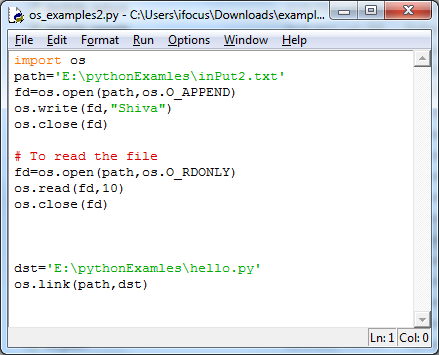 os_examples2.py - C:\Users\ifocus\Downloads\exampl...
File Edit Format Run Options Window Help
import os
path='E:\pythonExamles\inPut2.txt'
fd=os.open(path,os.O_APPEND)
os.write(fd,"Shiva")
os.close(fd)
# To read the file
fd=os.open(path,os.O_RDONLY)
os.read(fd,10)
os.close(fd)
dst='E:\pythonExamles\hello.py'
os.link(path,dst)
Ln: 1 Col: 0